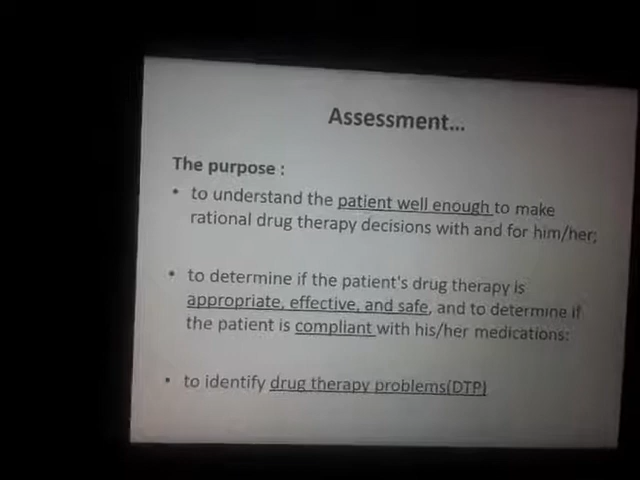 Assessment...
The purpose :
• to understand the patient well enough to make
rational drug therapy decisions with and for him/her;
• to determine if the patient's drug therapy is
appropriate, effective, and safe, and to determine if
the patient is compliant with his/her medications:
• to identify drug therapy problems(DTP)